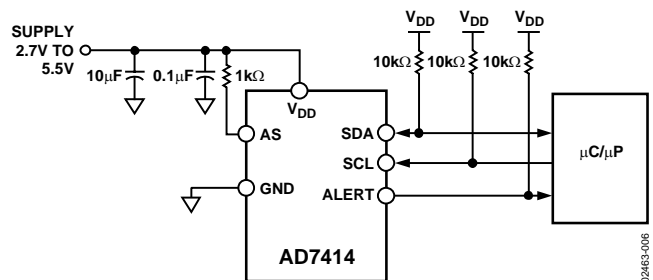 SUPPLY
2.7V TO
5.5V
10μF
0.1μF
1kΩ
VDD
AS
GND
SDA
SCL
ALERT
AD7414
VDD
VDD
VDD
10kΩ
10kΩ
10kΩ
μC/μP
02463-006